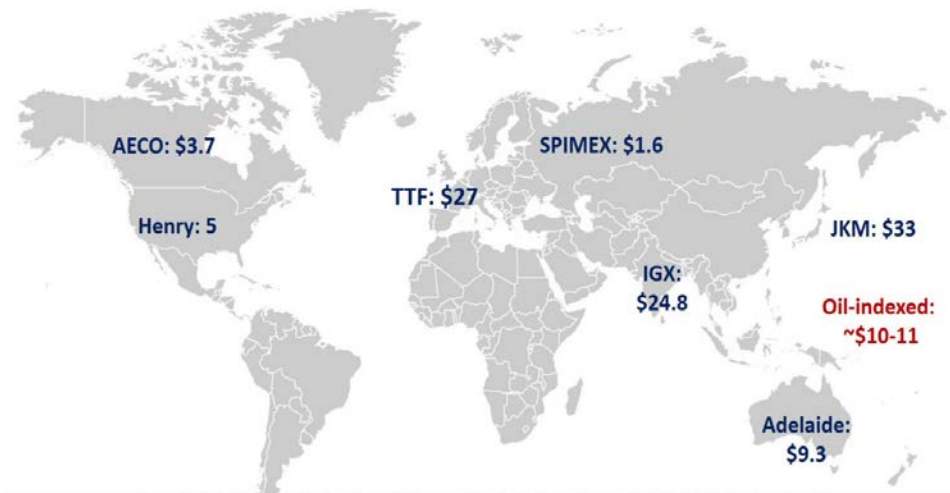 AECO: $3.7
SPIMEX: $1.6
TTF: $27
Henry: 5
JKM: $33
IGX:
$24.8
Oil-indexed:
~$10-11
Adelaide:
$9.3